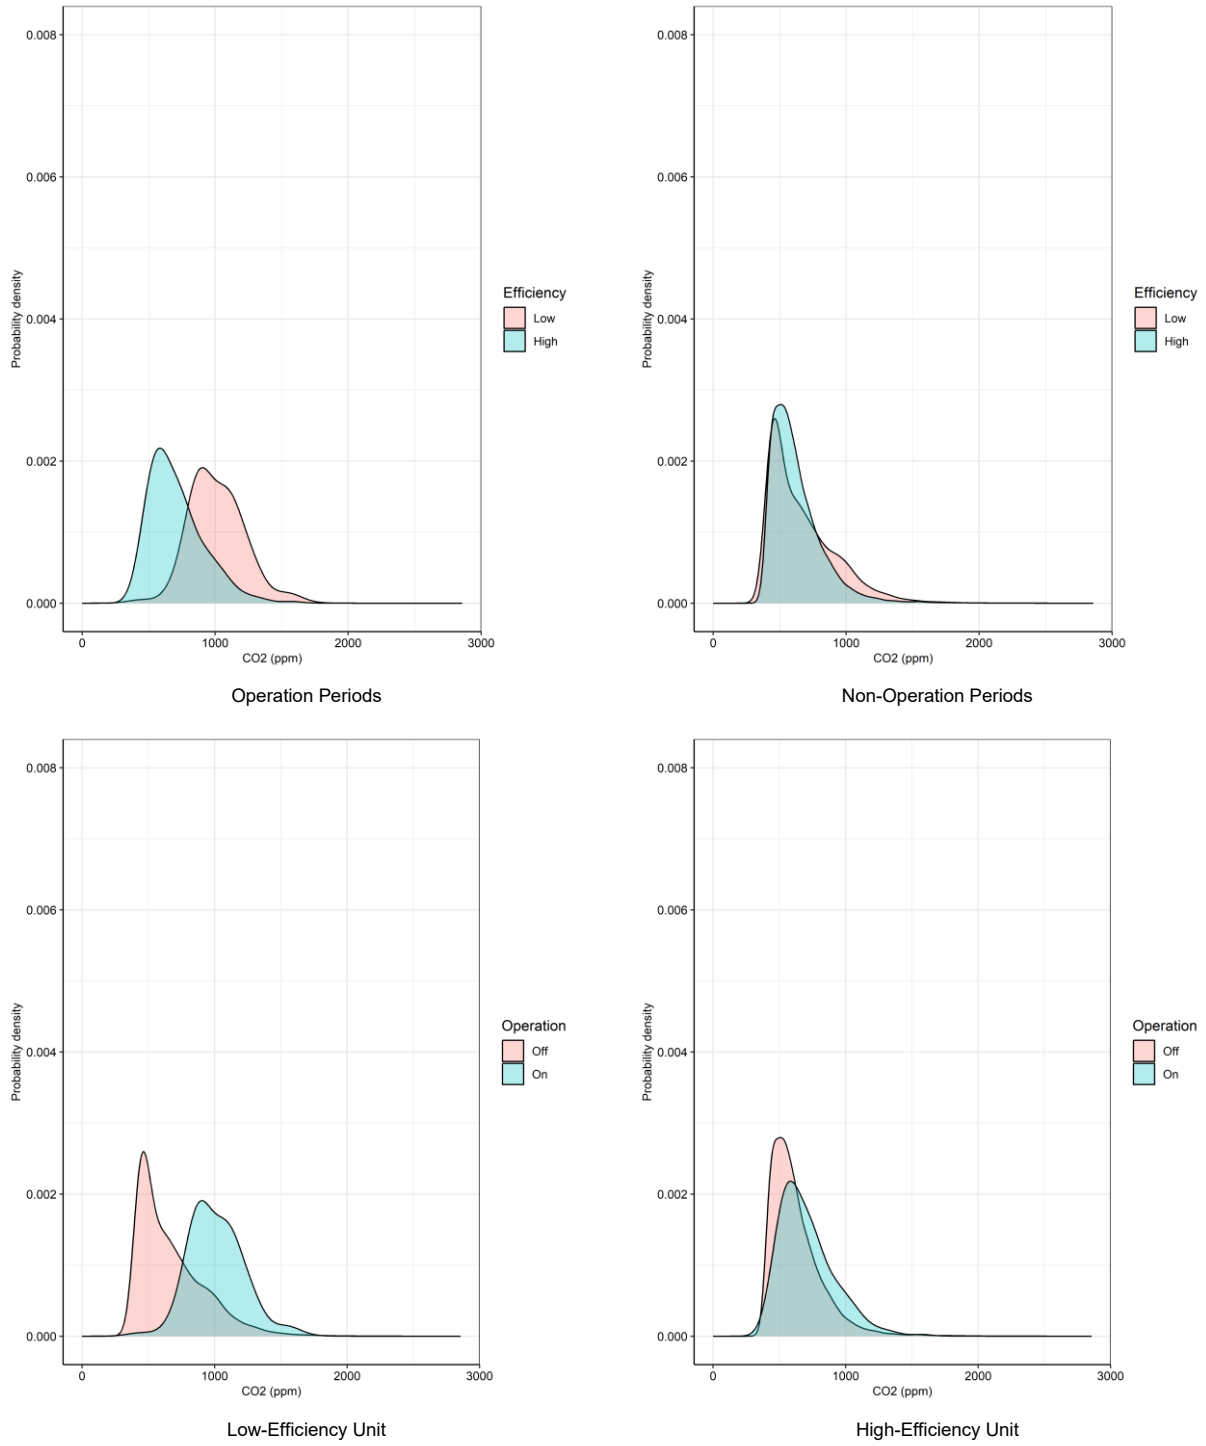 0.008
0.006
0.004
0.002
0.000
Probability density
0
1000
2000
3000
CO2 (ppm)
Efficiency
Low
High
Operation Periods
0.008
0.006
0.004
0.002
0.000
Probability density
0
1000
2000
3000
CO2 (ppm)
Efficiency
Low
High
Non-Operation Periods
0.008
0.006
0.004
0.002
0.000
Probability density
0
1000
2000
3000
CO2 (ppm)
Operation
Off
On
Low-Efficiency Unit
0.008
0.006
0.004
0.002
0.000
Probability density
0
1000
2000
3000
CO2 (ppm)
Operation
Off
On
High-Efficiency Unit